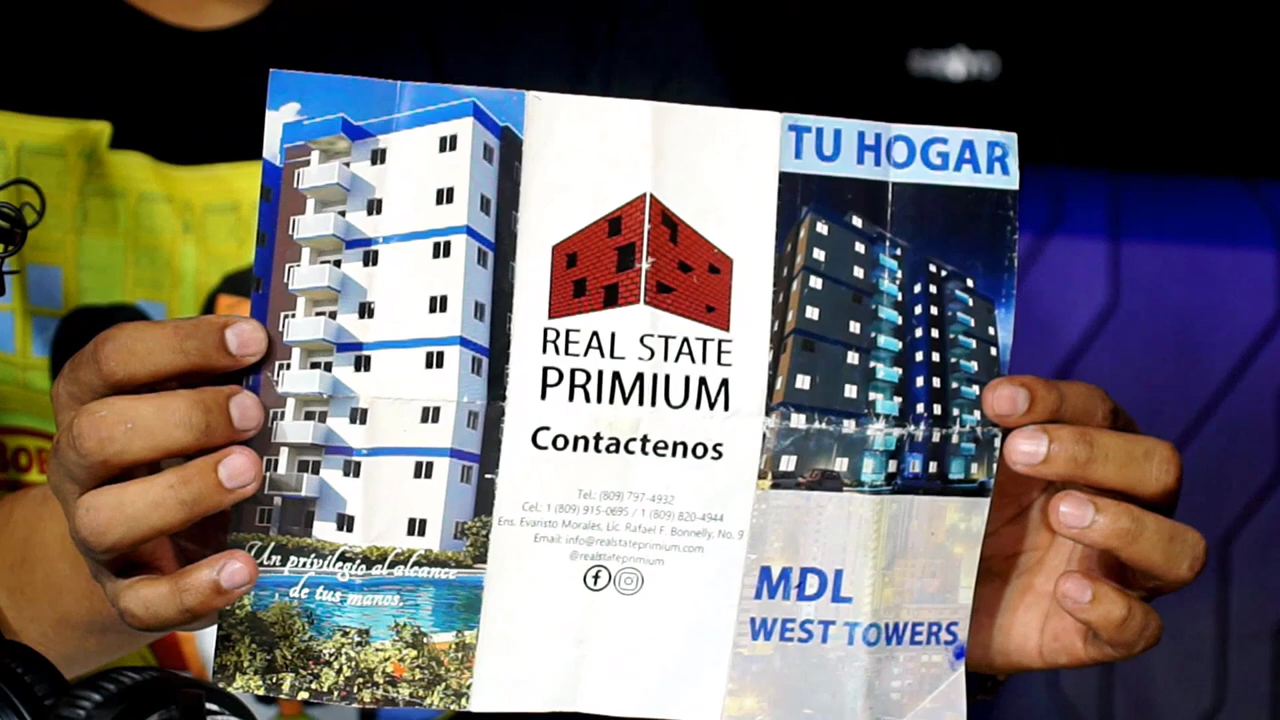 Un privilegio al alcance
de tus manos.
REAL STATE
PRIMIUM
Contactenos
Tel.: (809) 797-4932
Cel.: 1 (809) 915-0695 / 1 (809) 820-4944
Ens. Evaristo Morales, Lic. Rafael F. Bonnelly, No. 9
Email: info@realstateprimium.com
@realstateprimium
TU HOGAR
MDL
WEST TOWERS